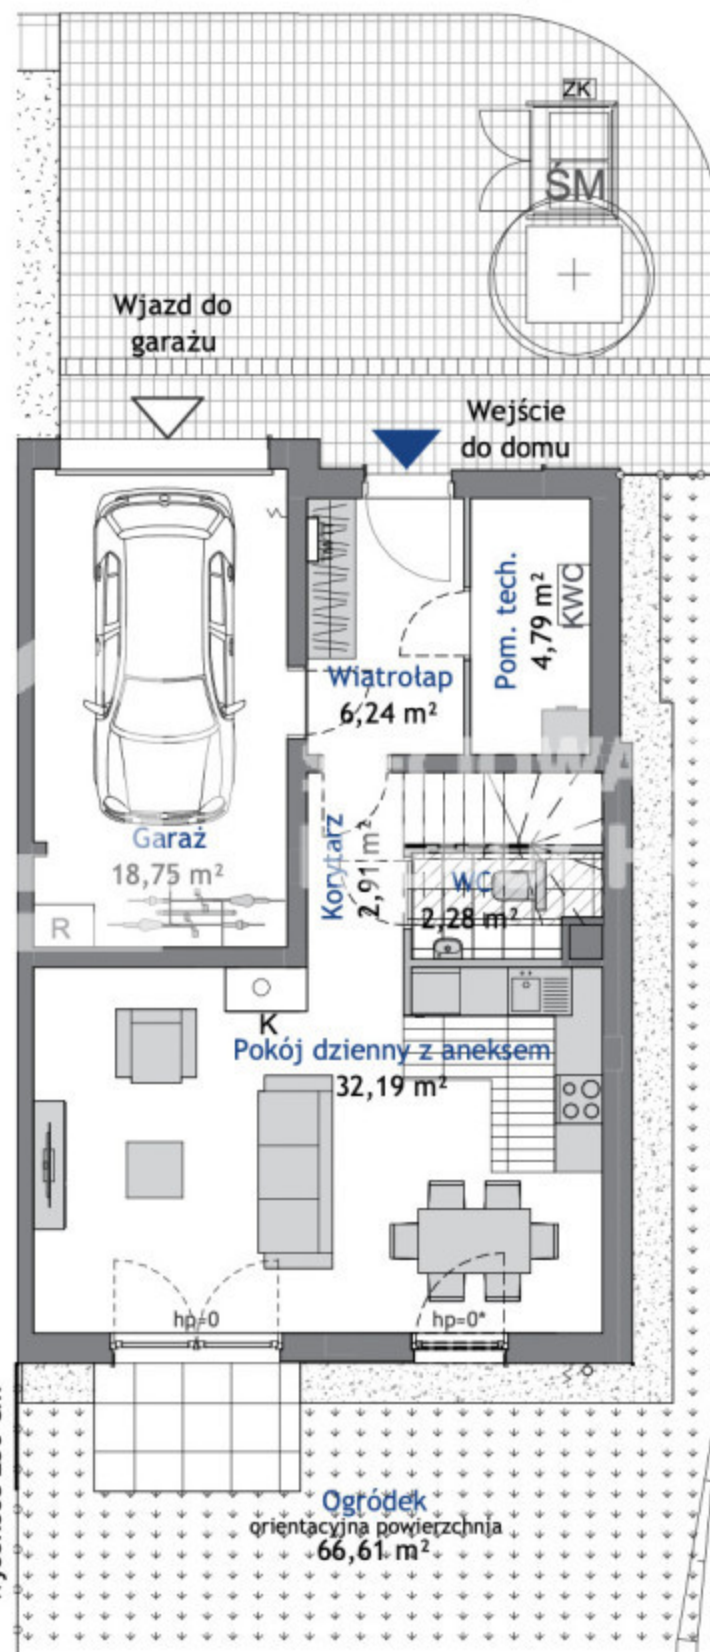 ZK
ŚM
Wjazd do
garażu
Wejście
do domu
Pom. tech.
4,79 m²
KWC
Wiatrołap
6,24 m²
Garaż
18,75 m²
Korytarz
2,91 m²
WC
2,28 m²
R
K
Pokój dzienny z aneksem
32,19 m²
hp=0
hp=0*
Ogródek
orientacyjna powierzchnia
66,61 m²